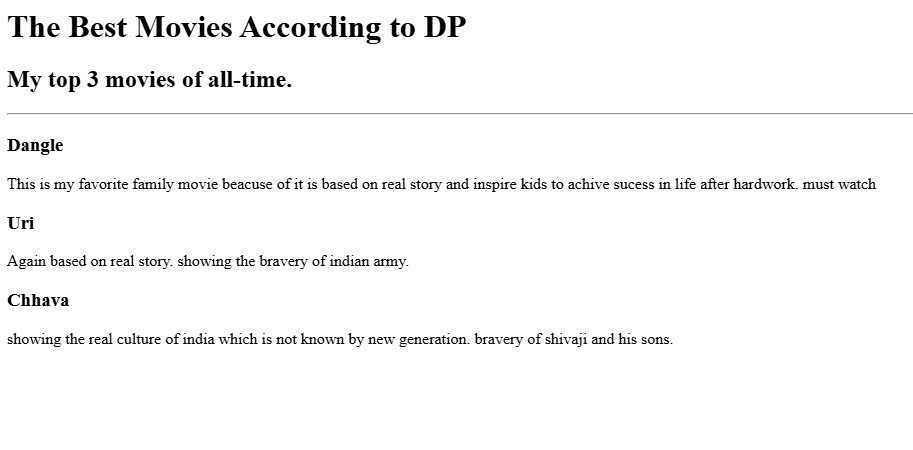 The Best Movies According to DP
My top 3 movies of all-time.
Dangle
This is my favorite family movie beacuse of it is based on real story and inspire kids to achive sucess in life after hardwork. must watch
Uri
Again based on real story. showing the bravery of indian army.
Chhava
showing the real culture of india which is not known by new generation. bravery of shivaji and his sons.